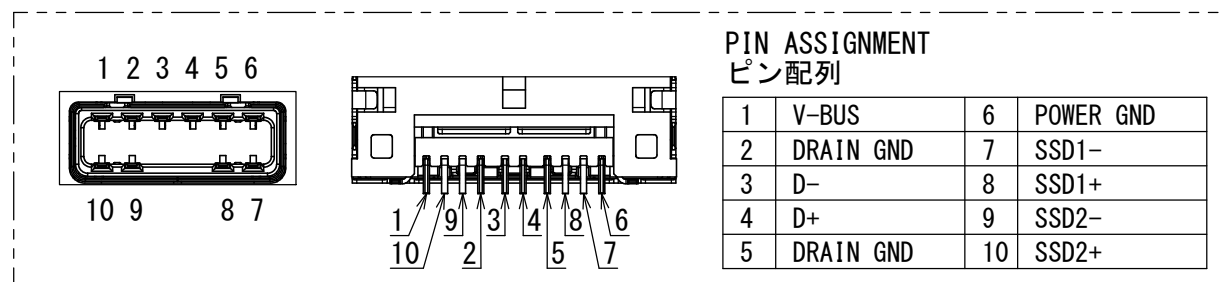 PIN ASSIGNMENT
ピン配列
1 2 3 4 5 6
10 9 8 7
1 9 3 4 8 6
10 2 5 7
1 V-BUS 6 POWER GND
2 DRAIN GND 7 SSD1-
3 D- 8 SSD1+
4 D+ 9 SSD2-
5 DRAIN GND 10 SSD2+